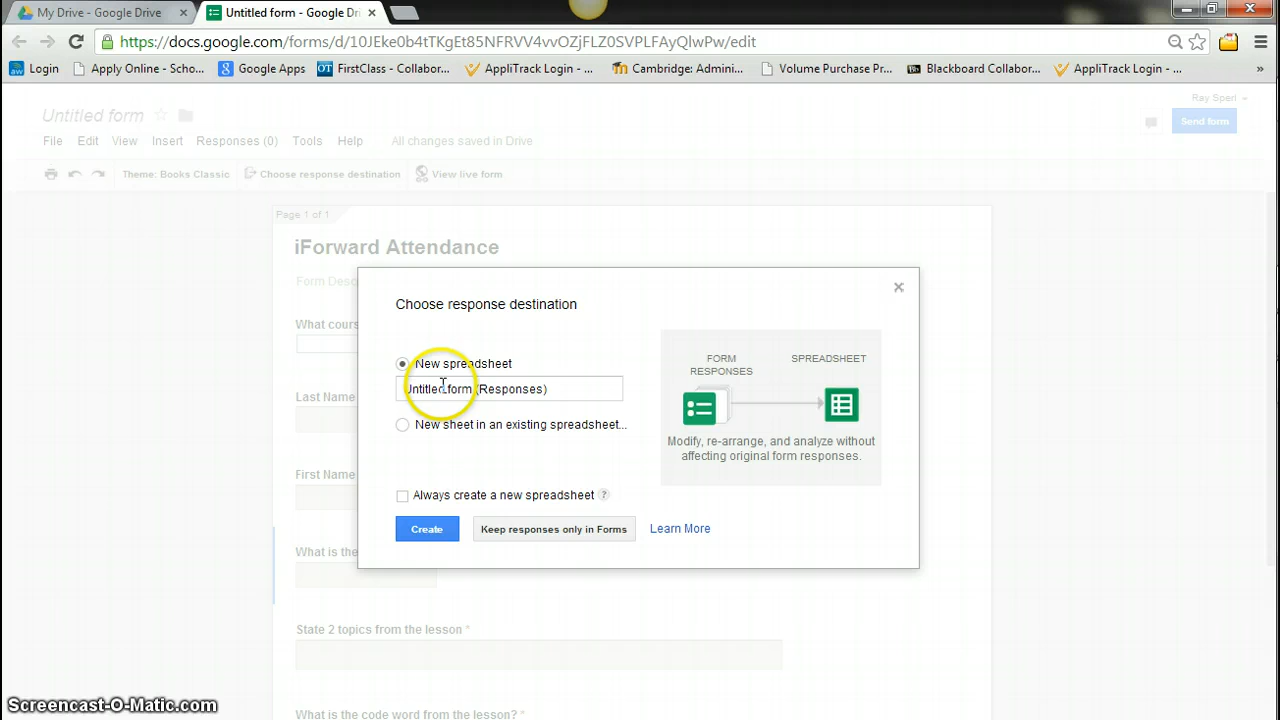 My Drive - Google Drive
Untitled form - Google Dri
https://docs.google.com/forms/d/10JEke0b4tTKgEt85NFRVV4vvOZjFLZ0SVPLFAyQlwPw/edit
aw Login Apply Online - Scho... Google Apps OT FirstClass - Collabor... AppliTrack Login - ... Cambridge: Admini... Volume Purchase Pr... Bb Blackboard Collabor... AppliTrack Login - ... »
Ray Sperl
Untitled form
Send form
File Edit View Insert Responses (0) Tools Help All changes saved in Drive
Theme: Books Classic Choose response destination View live form
Page 1 of 1
iForward Attendance
Form Desc
What cours
Last Name
First Name
What is the
State 2 topics from the lesson *
What is the code word from the lesson? *
Choose response destination
New spreadsheet
Untitled form (Responses)
New sheet in an existing spreadsheet...
Always create a new spreadsheet ?
Create Keep responses only in Forms Learn More
FORM RESPONSES
SPREADSHEET
Modify, re-arrange, and analyze without
affecting original form responses.
Screencast-O-Matic.com